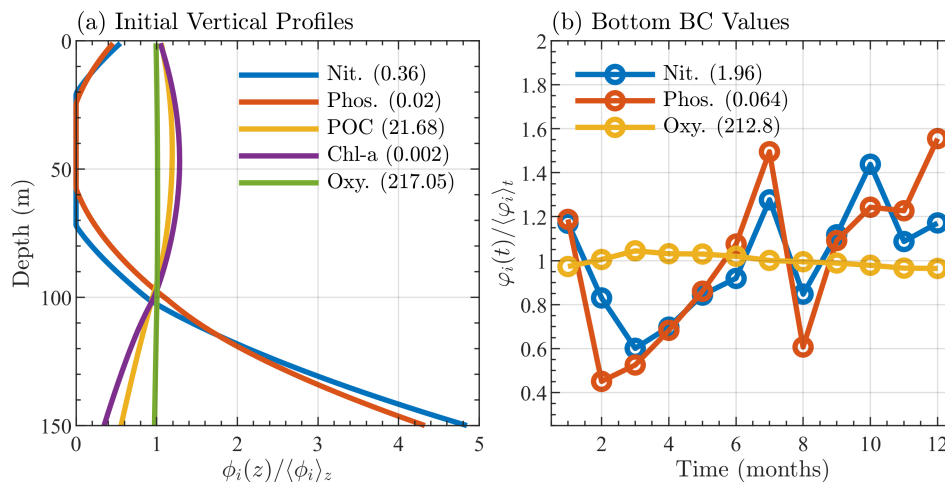 (a) Initial Vertical Profiles
0
50
100
150
Depth (m)
Nit. (0.36)
Phos. (0.02)
POC (21.68)
Chl-a (0.002)
Oxy. (217.05)
0 1 2 3 4 5
ϕᵢ(z)/⟨ϕᵢ⟩_z
(b) Bottom BC Values
2
1.8
1.6
1.4
1.2
1
0.8
0.6
0.4
φᵢ(t)/⟨φᵢ⟩_t
Nit. (1.96)
Phos. (0.064)
Oxy. (212.8)
2 4 6 8 10 12
Time (months)